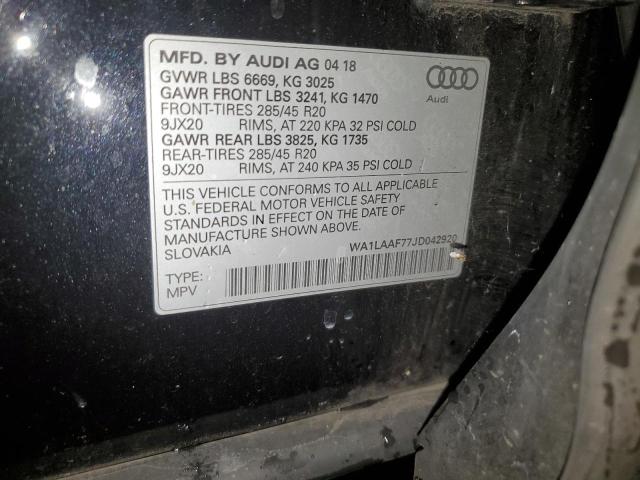 MFD. BY AUDI AG 04 18
GVWR LBS 6669, KG 3025
GAWR FRONT LBS 3241, KG 1470
FRONT-TIRES 285/45 R20
9JX20 RIMS, AT 220 KPA 32 PSI COLD
GAWR REAR LBS 3825, KG 1735
REAR-TIRES 285/45 R20
9JX20 RIMS, AT 240 KPA 35 PSI COLD
Audi
THIS VEHICLE CONFORMS TO ALL APPLICABLE
U.S. FEDERAL MOTOR VEHICLE SAFETY
STANDARDS IN EFFECT ON THE DATE OF
MANUFACTURE SHOWN ABOVE.
SLOVAKIA
WA1LAAF77JD042920
TYPE:
MPV